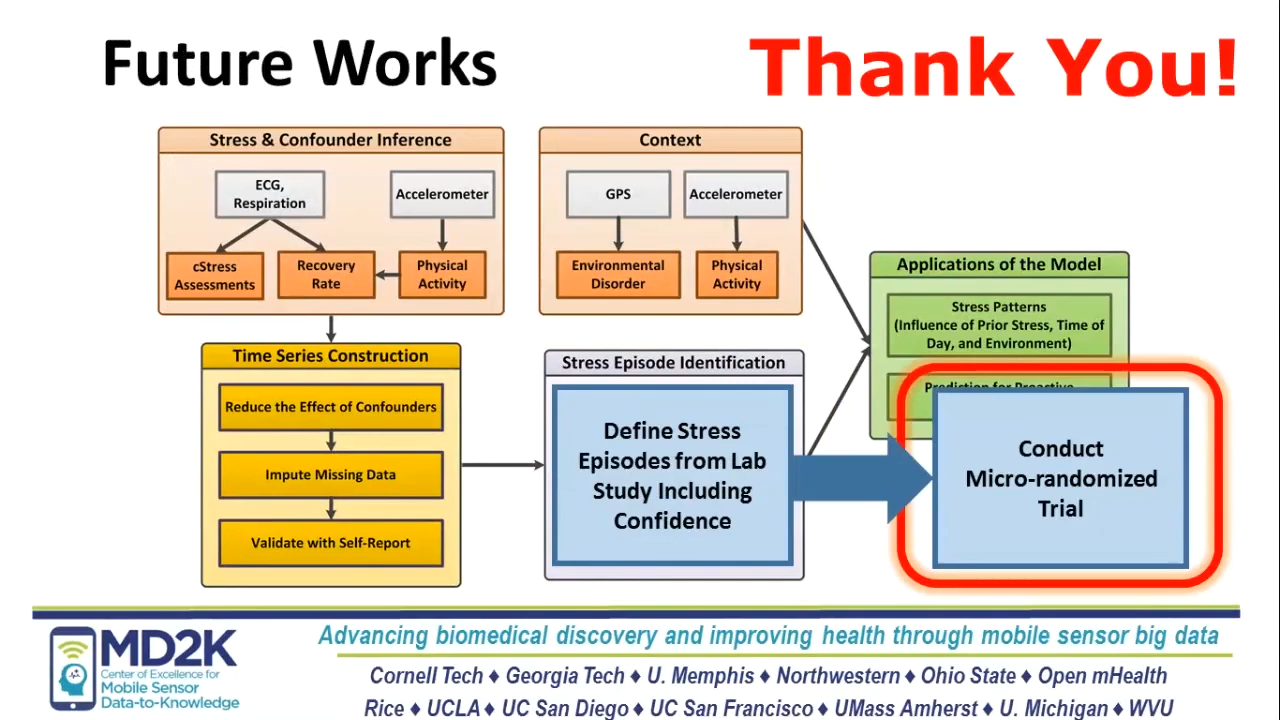 Future Works
Thank You!
Stress & Confounder Inference
ECG,
Respiration
Accelerometer
cStress
Assessments
Recovery
Rate
Physical
Activity
Context
GPS
Accelerometer
Environmental
Disorder
Physical
Activity
Time Series Construction
Reduce the Effect of Confounders
Impute Missing Data
Validate with Self-Report
Stress Episode Identification
Define Stress
Episodes from Lab
Study Including
Confidence
Applications of the Model
Stress Patterns
(Influence of Prior Stress, Time of
Day, and Environment)
Prediction for Proactive
Conduct
Micro-randomized
Trial
MD2K
Center of Excellence for
Mobile Sensor
Data-to-Knowledge
Advancing biomedical discovery and improving health through mobile sensor big data
Cornell Tech ♦ Georgia Tech ♦ U. Memphis ♦ Northwestern ♦ Ohio State ♦ Open mHealth
Rice ♦ UCLA ♦ UC San Diego ♦ UC San Francisco ♦ UMass Amherst ♦ U. Michigan ♦ WVU